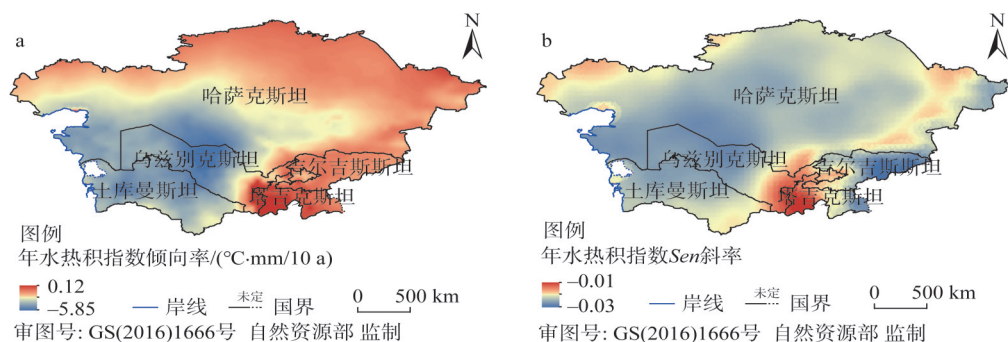 a
N
哈萨克斯坦
乌兹别克斯坦
吉尔吉斯斯坦
土库曼斯坦
塔吉克斯坦
图例
年水热积指数倾向率/(°C·mm/10 a)
0.12
−5.85
岸线
未定
国界
0 500 km
审图号: GS(2016)1666号 自然资源部 监制
b
N
哈萨克斯坦
乌兹别克斯坦
吉尔吉斯斯坦
土库曼斯坦
塔吉克斯坦
图例
年水热积指数Sen斜率
−0.01
−0.03
岸线
未定
国界
0 500 km
审图号: GS(2016)1666号 自然资源部 监制